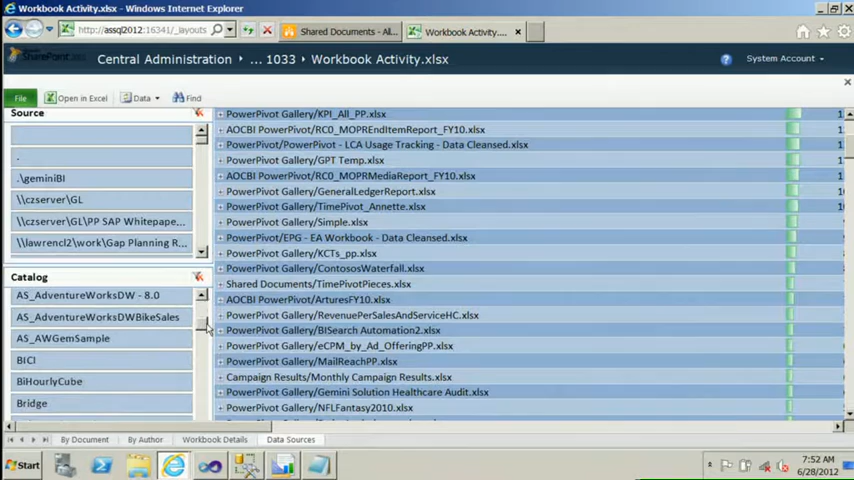 Workbook Activity.xlsx - Windows Internet Explorer
http://assql2012:16341/_layouts
Shared Documents - All...
Workbook Activity....
SharePoint
Central Administration ▸ ... 1033 ▸ Workbook Activity.xlsx
System Account
File
Open in Excel
Data
Find
Source
.
.\geminiBI
\\czserver\GL
\\czserver\GL\PP SAP Whitepape...
\\lawrencl2\work\Gap Planning R...
Catalog
AS_AdventureWorksDW - 8.0
AS_AdventureWorksDWBikeSales
AS_AWGemSample
BICI
BiHourlyCube
Bridge
PowerPivot Gallery/KPI_All_PP.xlsx
AOCBI PowerPivot/RC0_MOPREndItemReport_FY10.xlsx
PowerPivot/PowerPivot - LCA Usage Tracking - Data Cleansed.xlsx
PowerPivot Gallery/GPT Temp.xlsx
AOCBI PowerPivot/RC0_MOPRMediaReport_FY10.xlsx
PowerPivot Gallery/GeneralLedgerReport.xlsx
PowerPivot Gallery/TimePivot_Annette.xlsx
PowerPivot Gallery/Simple.xlsx
PowerPivot/EPG - EA Workbook - Data Cleansed.xlsx
PowerPivot Gallery/KCTs_pp.xlsx
PowerPivot Gallery/ContososWaterfall.xlsx
Shared Documents/TimePivotPieces.xlsx
AOCBI PowerPivot/ArturesFY10.xlsx
PowerPivot Gallery/RevenuePerSalesAndServiceHC.xlsx
PowerPivot Gallery/BISearch Automation2.xlsx
PowerPivot Gallery/eCPM_by_Ad_OfferingPP.xlsx
PowerPivot Gallery/MailReachPP.xlsx
Campaign Results/Monthly Campaign Results.xlsx
PowerPivot Gallery/Gemini Solution Healthcare Audit.xlsx
PowerPivot Gallery/NFLFantasy2010.xlsx
By Document
By Author
Workbook Details
Data Sources
Start
7:52 AM
6/28/2012